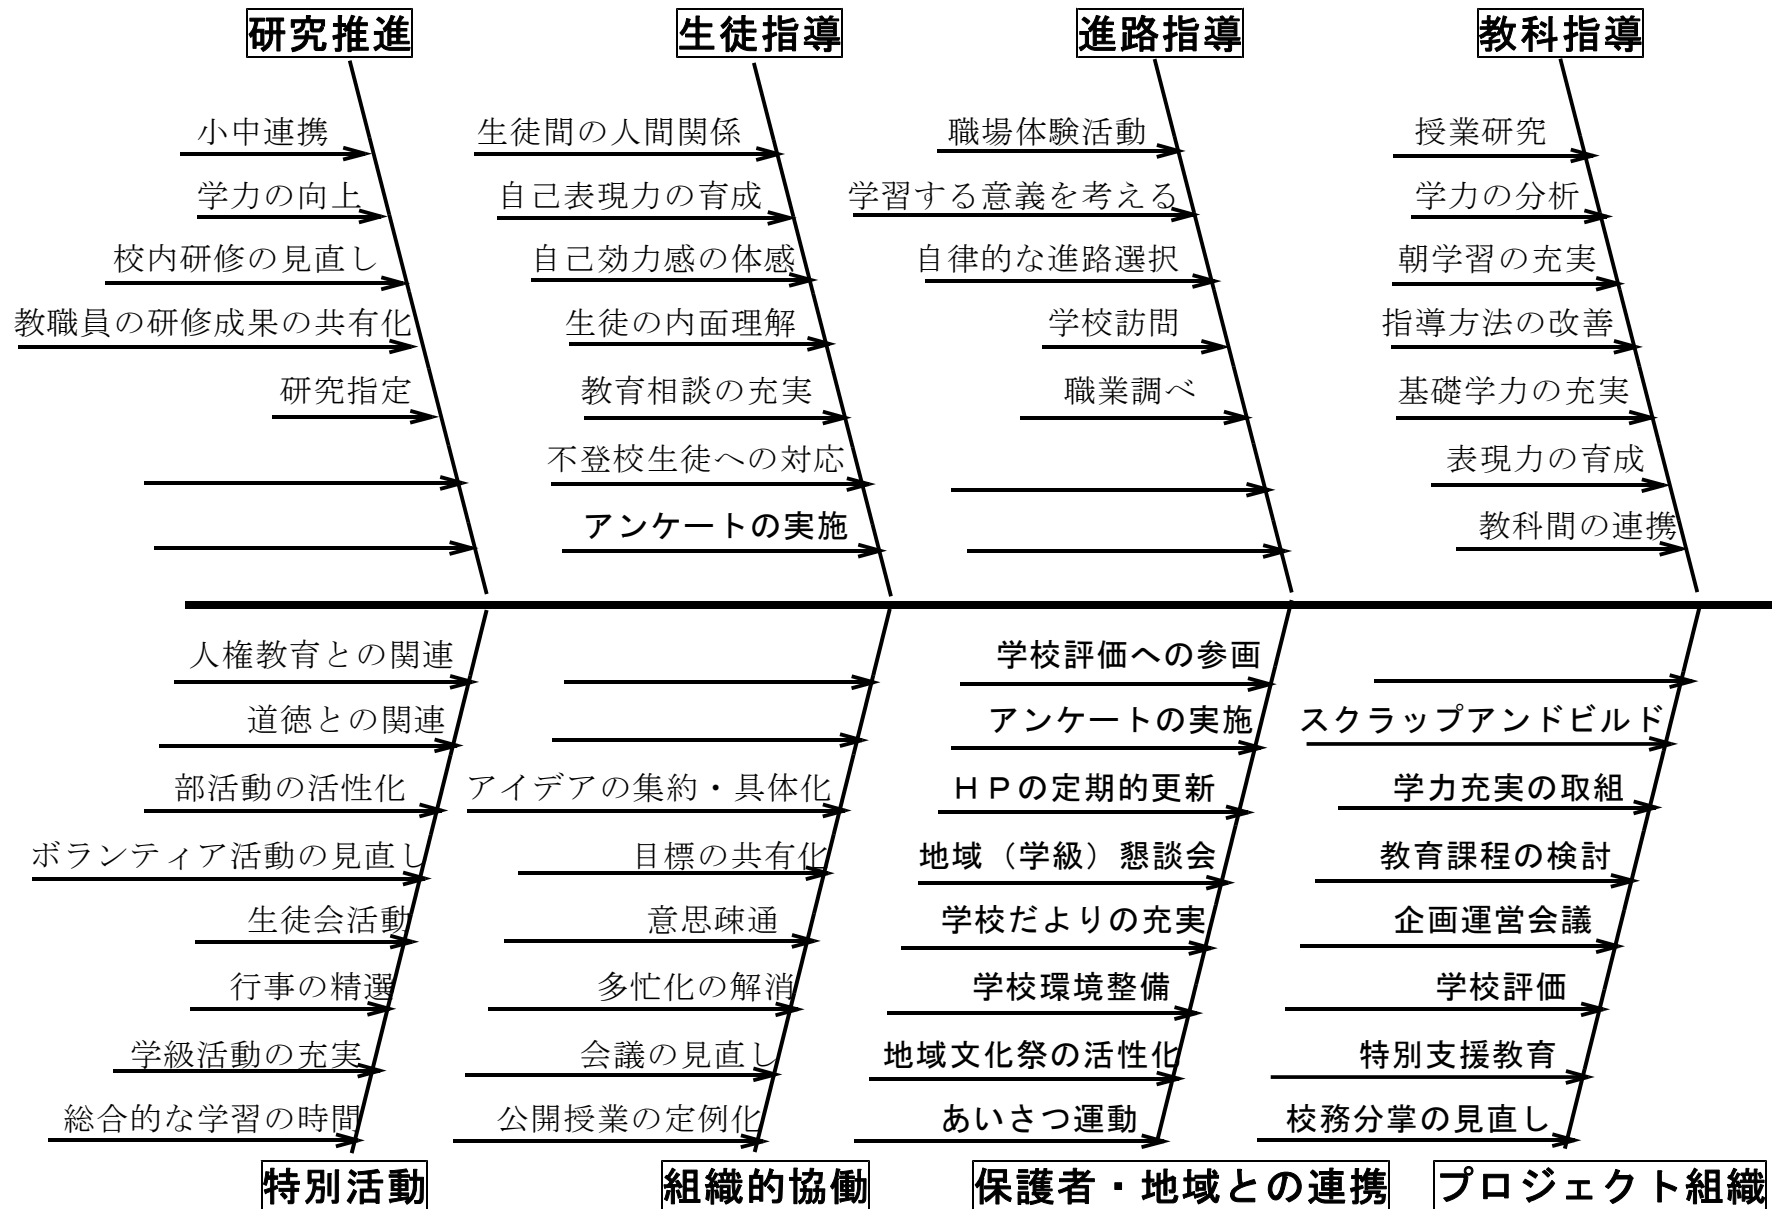 研究推進
小中連携
学力の向上
校内研修の見直し
教職員の研修成果の共有化
研究指定
生徒指導
生徒間の人間関係
自己表現力の育成
自己効力感の体感
生徒の内面理解
教育相談の充実
不登校生徒への対応
アンケートの実施
進路指導
職場体験活動
学習する意義を考える
自律的な進路選択
学校訪問
職業調べ
教科指導
授業研究
学力の分析
朝学習の充実
指導方法の改善
基礎学力の充実
表現力の育成
教科間の連携
人権教育との関連
道徳との関連
部活動の活性化
ボランティア活動の見直し
生徒会活動
行事の精選
学級活動の充実
総合的な学習の時間
特別活動
アイデアの集約・具体化
目標の共有化
意思疎通
多忙化の解消
会議の見直し
公開授業の定例化
組織的協働
学校評価への参画
アンケートの実施
ＨＰの定期的更新
地域（学級）懇談会
学校だよりの充実
学校環境整備
地域文化祭の活性化
あいさつ運動
保護者・地域との連携
スクラップアンドビルド
学力充実の取組
教育課程の検討
企画運営会議
学校評価
特別支援教育
校務分掌の見直し
プロジェクト組織